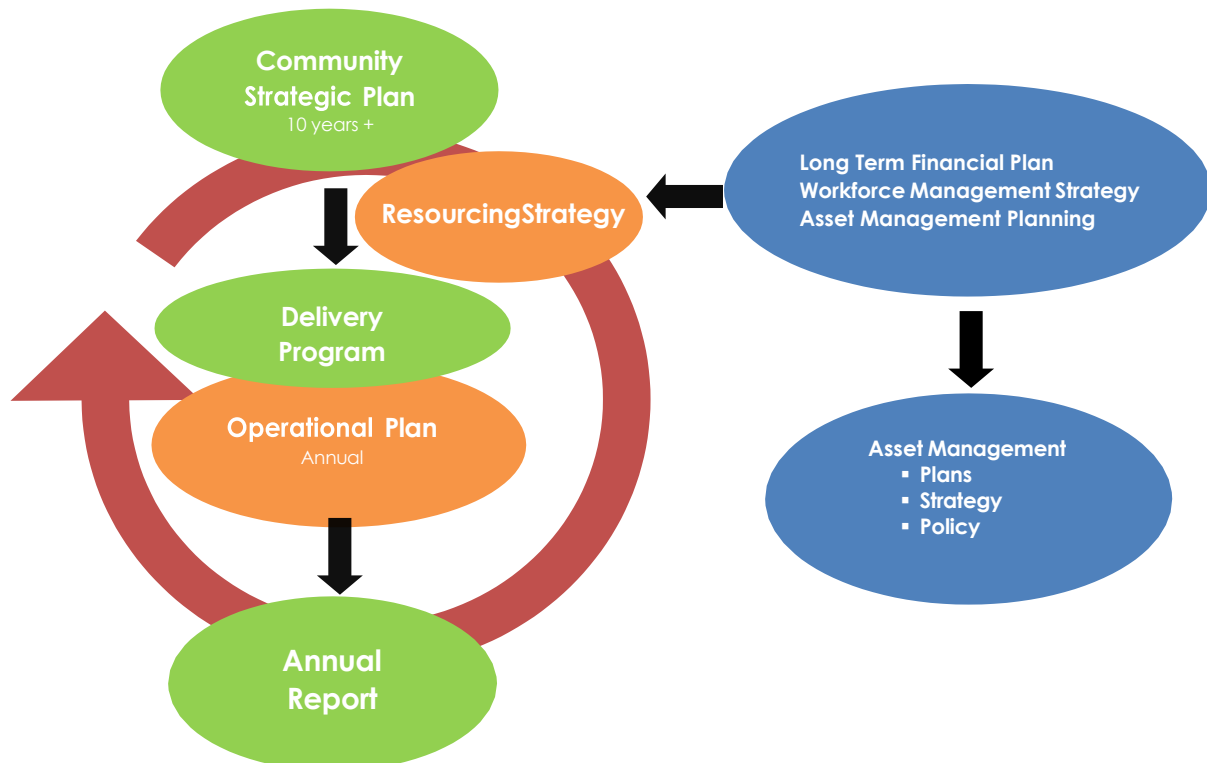 Community
Strategic Plan
10 years +
ResourcingStrategy
Long Term Financial Plan
Workforce Management Strategy
Asset Management Planning
Delivery
Program
Operational Plan
Annual
Asset Management
▪ Plans
▪ Strategy
▪ Policy
Annual
Report